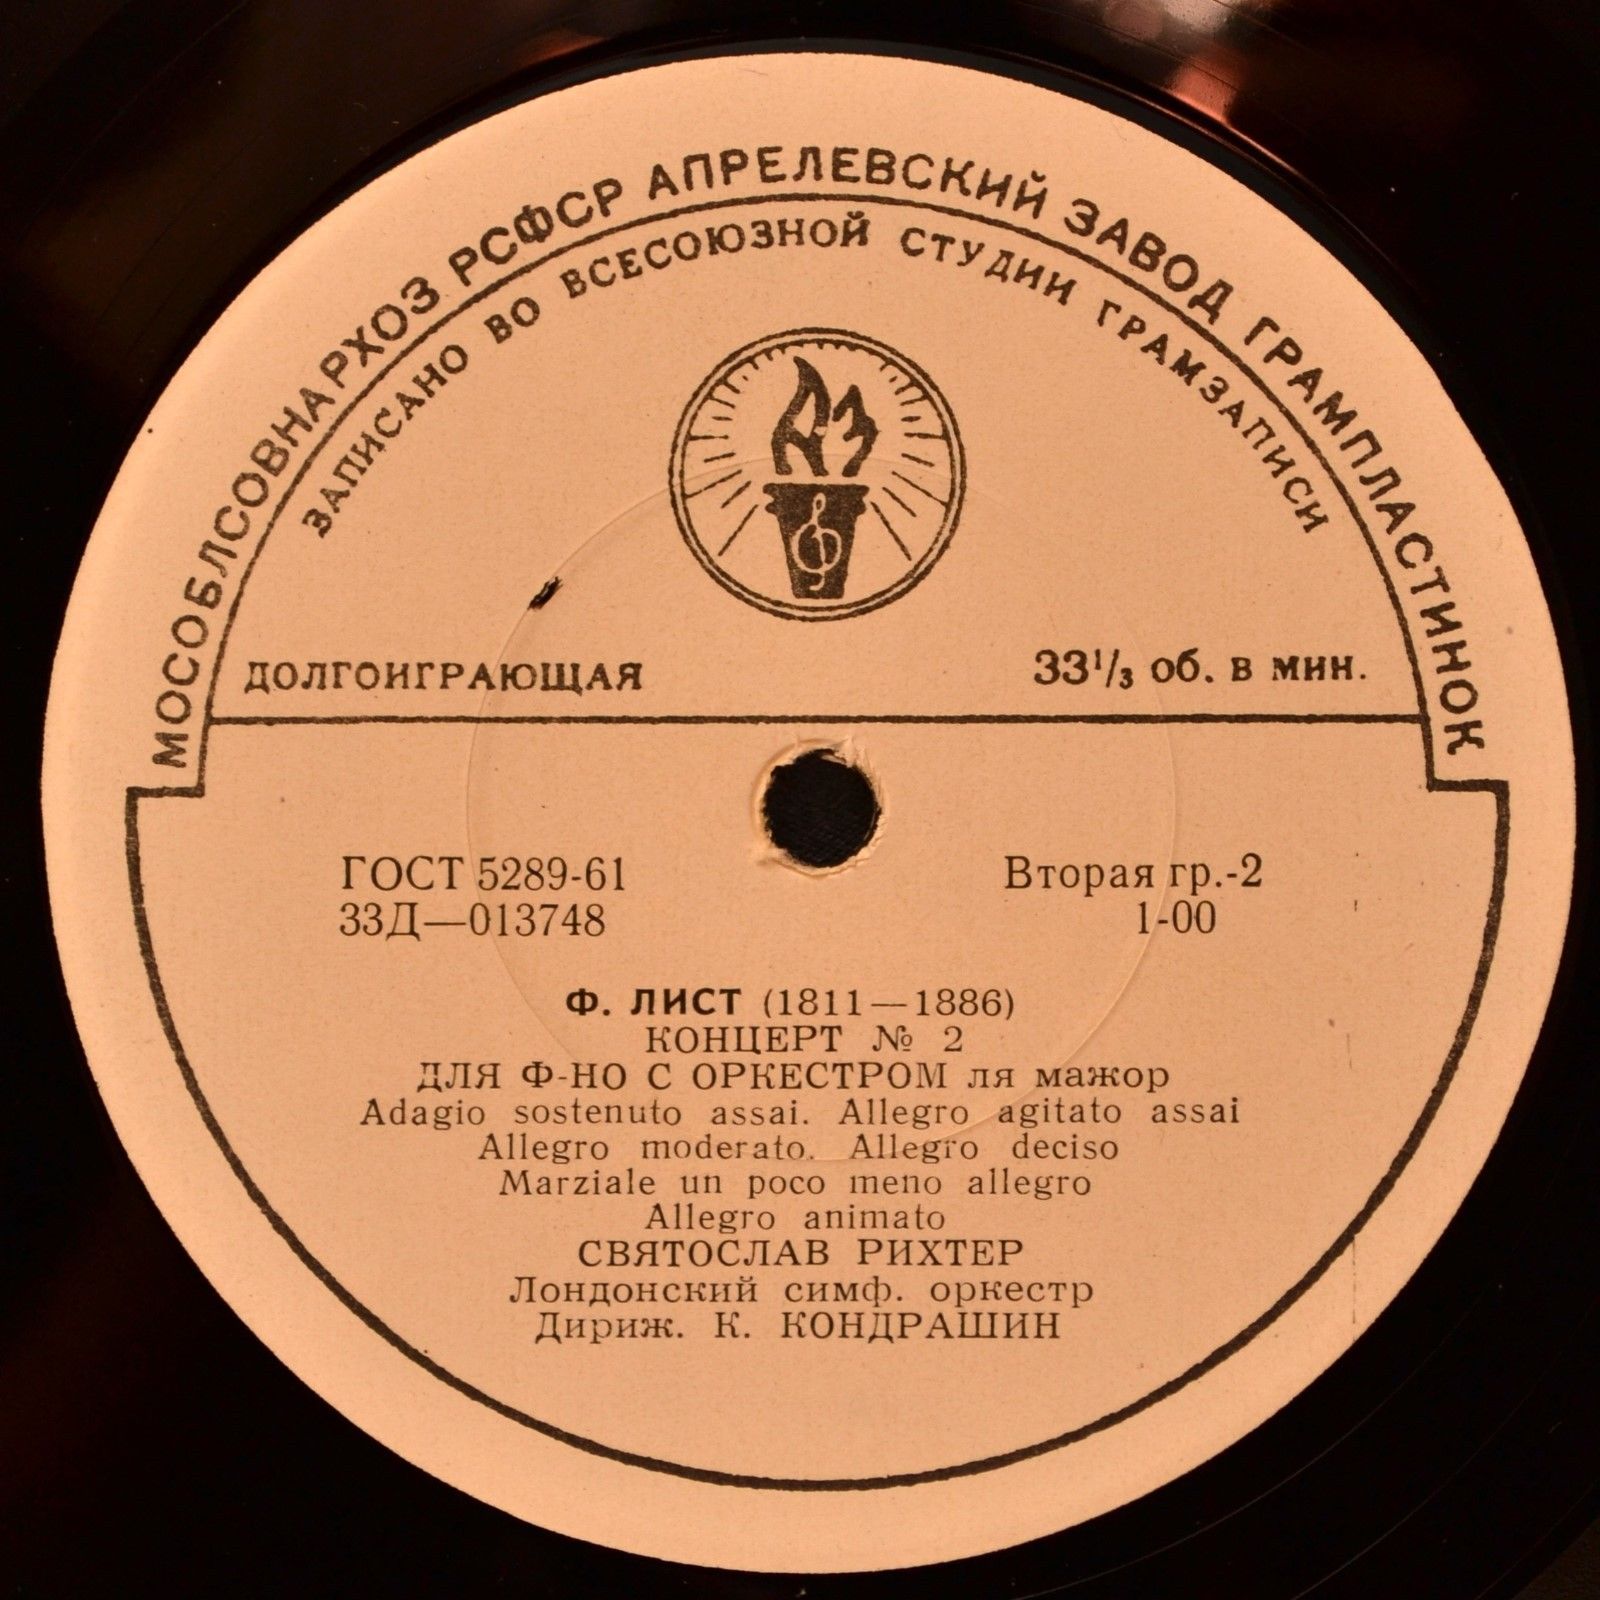 МОСОБЛСОВНАРХОЗ РСФСР АПРЕЛЕВСКИЙ ЗАВОД ГРАМПЛАСТИНОК
ЗАПИСАНО ВО ВСЕСОЮЗНОЙ СТУДИИ ГРАМЗАПИСИ
АЗ
ДОЛГОИГРАЮЩАЯ 33 1/3 об. в мин.
ГОСТ 5289-61 Вторая гр.-2
33Д—013748 1-00
Ф. ЛИСТ (1811—1886)
КОНЦЕРТ № 2
ДЛЯ Ф-НО С ОРКЕСТРОМ ля мажор
Adagio sostenuto assai. Allegro agitato assai
Allegro moderato. Allegro deciso
Marziale un poco meno allegro
Allegro animato
СВЯТОСЛАВ РИХТЕР
Лондонский симф. оркестр
Дириж. К. КОНДРАШИН